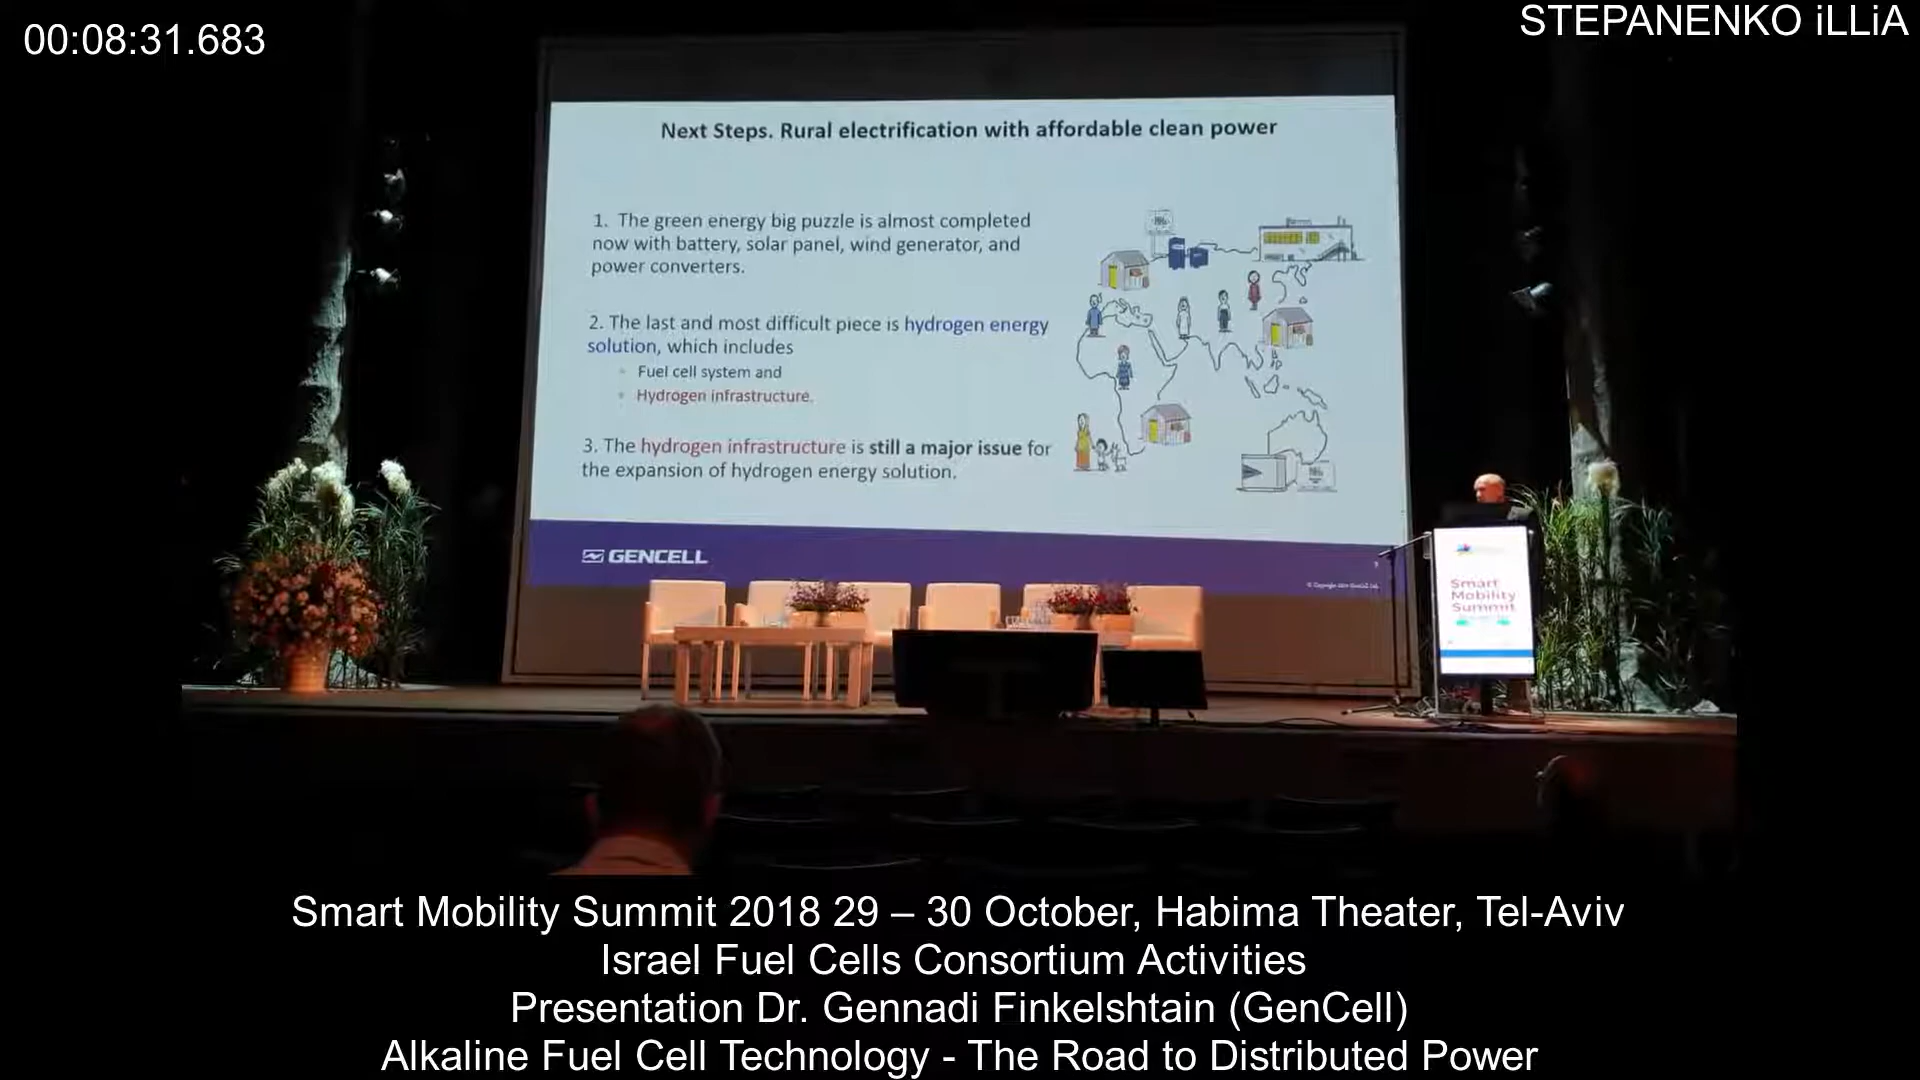 00:08:31.683
STEPANENKO iLLiA
Next Steps. Rural electrification with affordable clean power
1. The green energy big puzzle is almost completed
now with battery, solar panel, wind generator, and
power converters.
2. The last and most difficult piece is hydrogen energy
solution, which includes
Fuel cell system and
Hydrogen infrastructure.
3. The hydrogen infrastructure is still a major issue for
the expansion of hydrogen energy solution.
GENCELL
Smart
Mobility
Summit
Smart Mobility Summit 2018 29 – 30 October, Habima Theater, Tel-Aviv
Israel Fuel Cells Consortium Activities
Presentation Dr. Gennadi Finkelshtain (GenCell)
Alkaline Fuel Cell Technology - The Road to Distributed Power